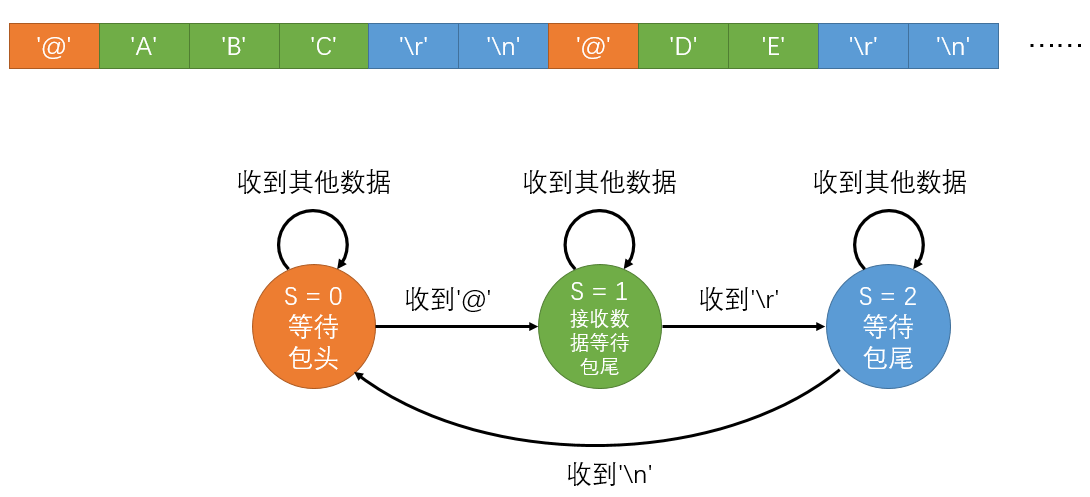 '@' 'A' 'B' 'C' '\r' '\n' '@' 'D' 'E' '\r' '\n' ……
收到其他数据 收到其他数据 收到其他数据
S = 0
等待
包头
收到'@'
S = 1
接收数
据等待
包尾
收到'\r'
S = 2
等待
包尾
收到'\n'